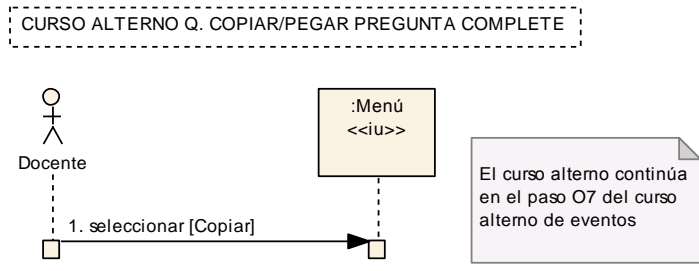 CURSO ALTERNO Q. COPIAR/PEGAR PREGUNTA COMPLETE
:Menú
<<iu>>
Docente
El curso alterno continúa
en el paso O7 del curso
alterno de eventos
1. seleccionar [Copiar]